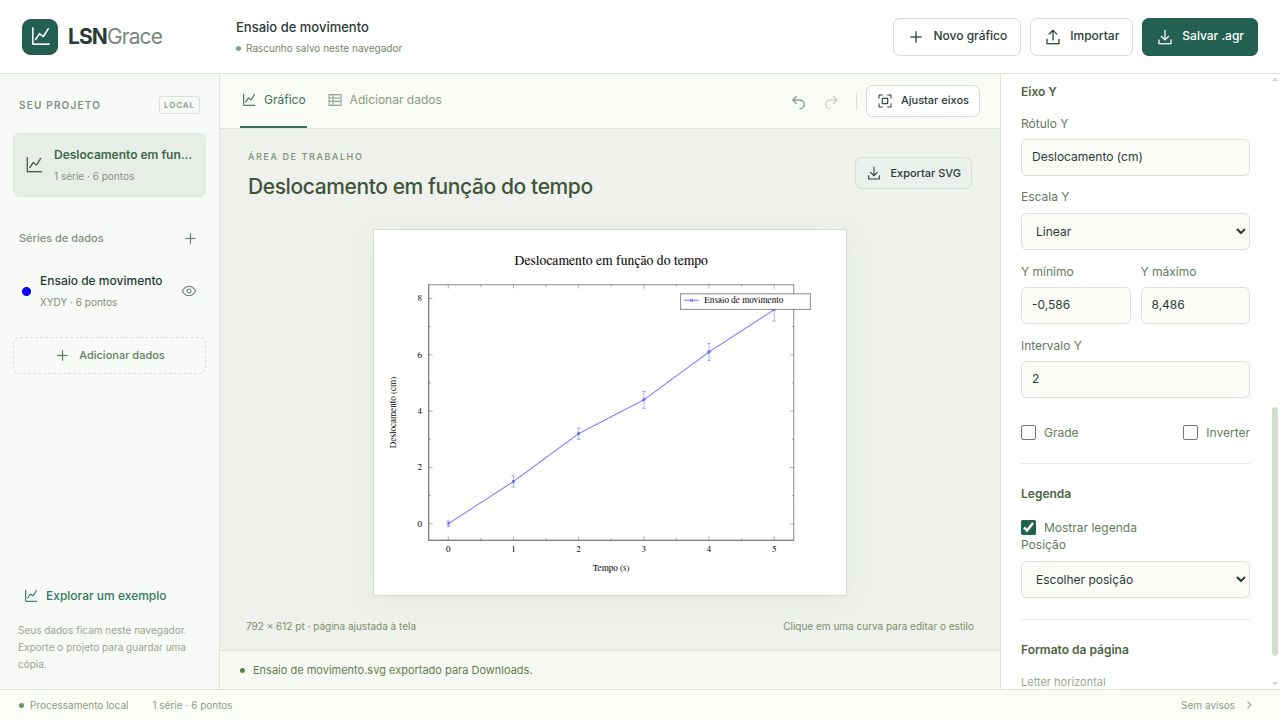 LSNGrace
Ensaio de movimento
Rascunho salvo neste navegador
Novo gráfico
Importar
Salvar .agr
SEU PROJETO
LOCAL
Deslocamento em fun...
1 série · 6 pontos
Séries de dados
Ensaio de movimento
XYDY · 6 pontos
Adicionar dados
Explorar um exemplo
Seus dados ficam neste navegador.
Exporte o projeto para guardar uma
cópia.
Gráfico
Adicionar dados
Ajustar eixos
ÁREA DE TRABALHO
Deslocamento em função do tempo
Exportar SVG
Deslocamento em função do tempo
Ensaio de movimento
8
6
4
2
0
Deslocamento (cm)
0 1 2 3 4 5
Tempo (s)
792 × 612 pt · página ajustada à tela
Clique em uma curva para editar o estilo
Ensaio de movimento.svg exportado para Downloads.
Eixo Y
Rótulo Y
Deslocamento (cm)
Escala Y
Linear
Y mínimo Y máximo
-0,586 8,486
Intervalo Y
2
Grade Inverter
Legenda
Mostrar legenda
Posição
Escolher posição
Formato da página
Letter horizontal
Processamento local
1 série · 6 pontos
Sem avisos